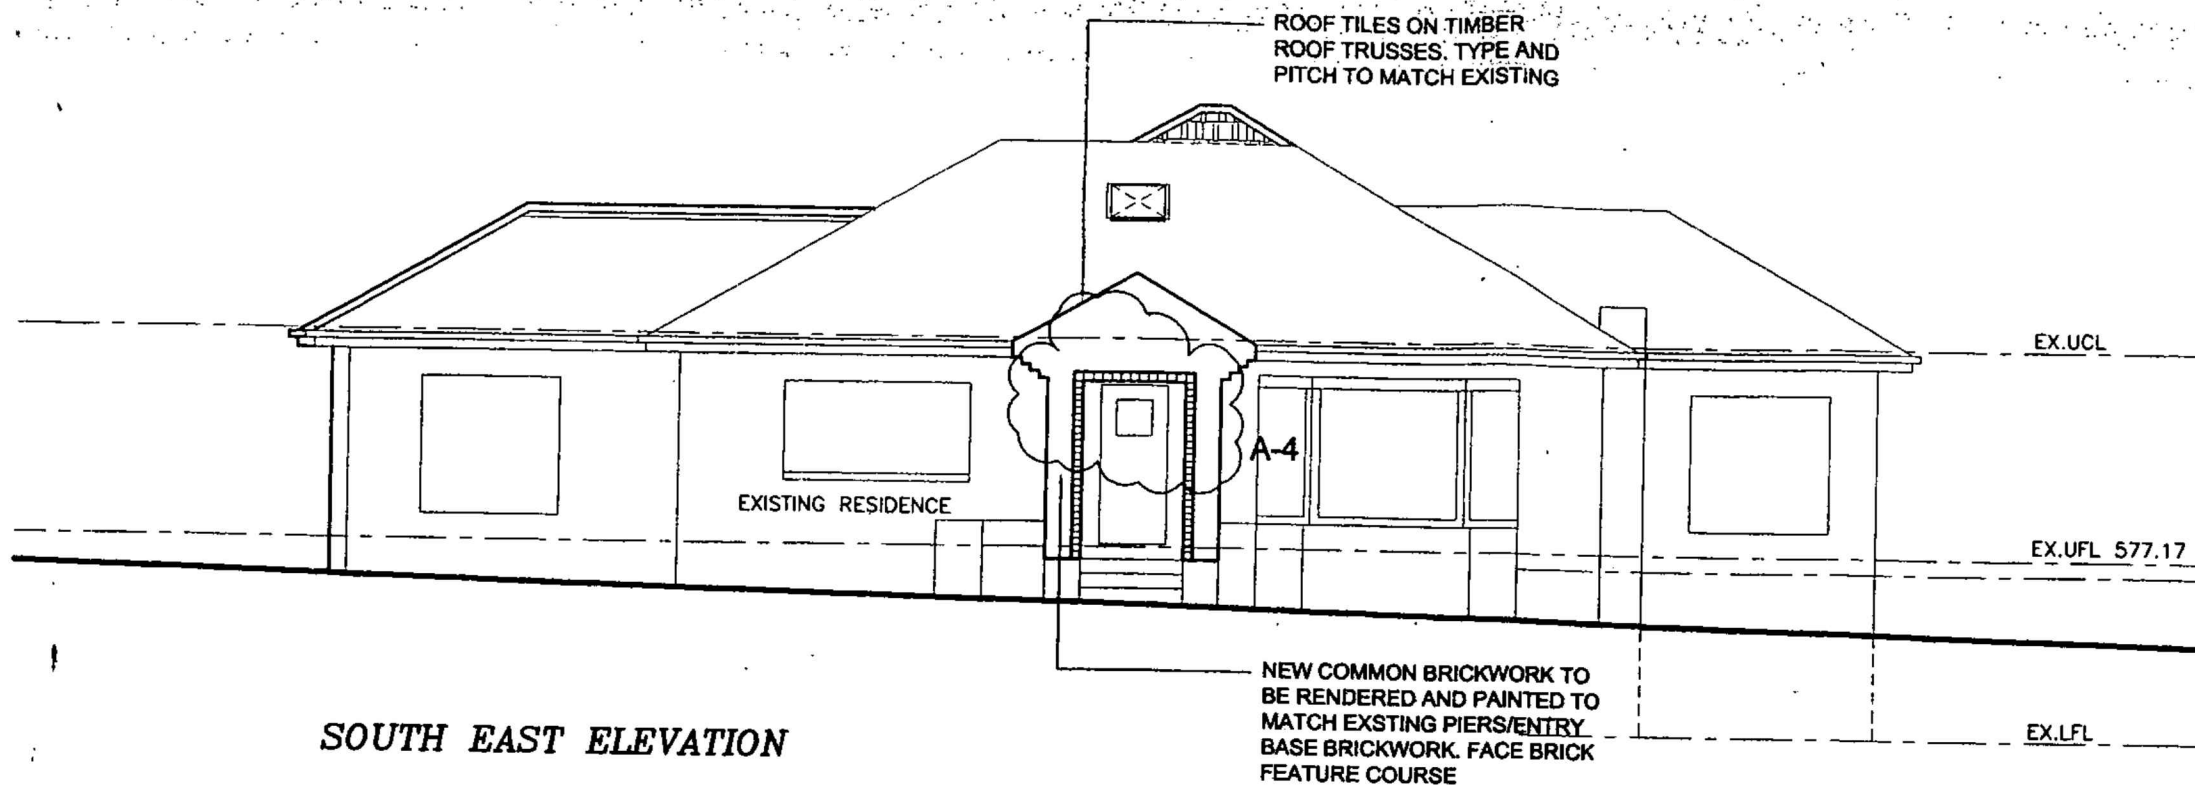 ROOF TILES ON TIMBER
ROOF TRUSSES. TYPE AND
PITCH TO MATCH EXISTING
EX.UCL
A-4
EXISTING RESIDENCE
EX.UFL 577.17
NEW COMMON BRICKWORK TO
BE RENDERED AND PAINTED TO
MATCH EXSTING PIERS/ENTRY
BASE BRICKWORK. FACE BRICK
FEATURE COURSE
EX.LFL
SOUTH EAST ELEVATION